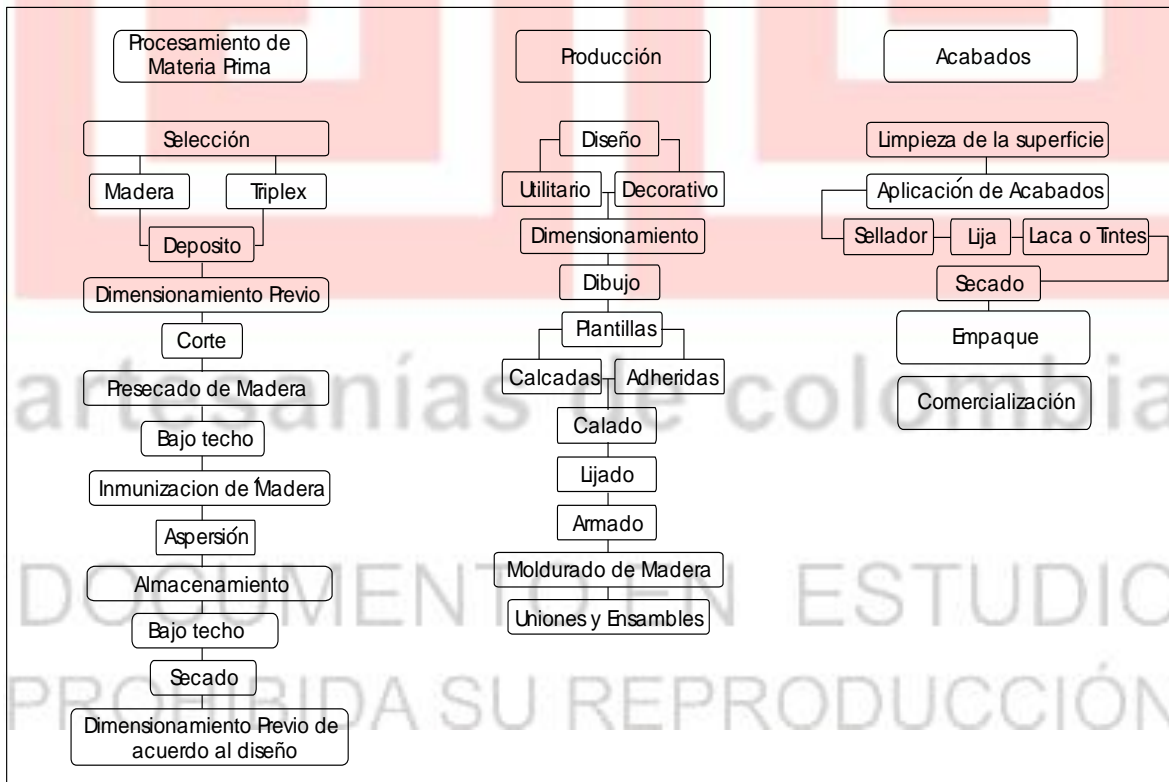 Procesamiento de
Materia Prima
Selección
Madera
Triplex
Deposito
Dimensionamiento Previo
Corte
Presecado de Madera
Bajo techo
Inmunizacion de Madera
Aspersión
Almacenamiento
Bajo techo
Secado
Dimensionamiento Previo de
acuerdo al diseño
Producción
Diseño
Utilitario
Decorativo
Dimensionamiento
Dibujo
Plantillas
Calcadas
Adheridas
Calado
Lijado
Armado
Moldurado de Madera
Uniones y Ensambles
Acabados
Limpieza de la superficie
Aplicación de Acabados
Sellador
Lija
Laca o Tintes
Secado
Empaque
Comercialización
artesanías de colombia
DOCUMENTO EN ESTUDIO
PROHIBIDA SU REPRODUCCIÓN